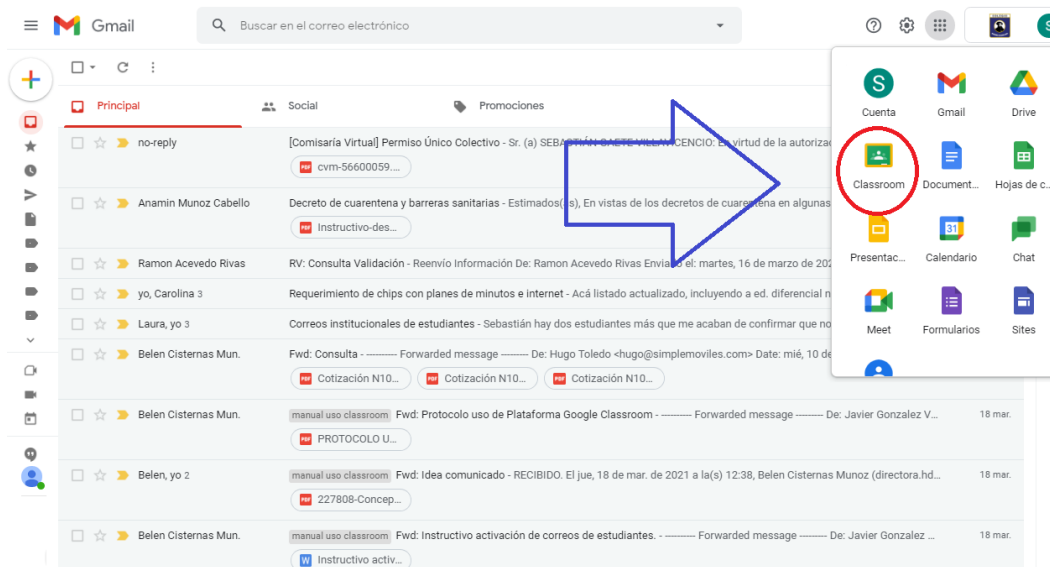 Gmail
Buscar en el correo electrónico
S
S
Cuenta
Gmail
Drive
Classroom
Document...
Hojas de c...
31
Presentac...
Calendario
Chat
Meet
Formularios
Sites
Principal
Social
Promociones
no-reply
[Comisaría Virtual] Permiso Único Colectivo - Sr. (a) SEBASTIÁN GAETE VILLAVICENCIO: En virtud de la autorizac
PDF cvm-56600059....
Anamin Munoz Cabello
Decreto de cuarentena y barreras sanitarias - Estimados(as), En vistas de los decretos de cuarentena en algunas
PDF Instructivo-des...
Ramon Acevedo Rivas
RV: Consulta Validación - Reenvío Información De: Ramon Acevedo Rivas Enviado el: martes, 16 de marzo de 202
yo, Carolina 3
Requerimiento de chips con planes de minutos e internet - Acá listado actualizado, incluyendo a ed. diferencial n
Laura, yo 3
Correos institucionales de estudiantes - Sebastián hay dos estudiantes más que me acaban de confirmar que no
Belen Cisternas Mun.
Fwd: Consulta - ---------- Forwarded message --------- De: Hugo Toledo <hugo@simplemoviles.com> Date: mié, 10 de
PDF Cotización N10...
PDF Cotización N10...
PDF Cotización N10...
Belen Cisternas Mun.
manual uso classroom Fwd: Protocolo uso de Plataforma Google Classroom - ---------- Forwarded message --------- De: Javier Gonzalez V...
18 mar.
PDF PROTOCOLO U...
Belen, yo 2
manual uso classroom Fwd: Idea comunicado - RECIBIDO. El jue, 18 de mar. de 2021 a la(s) 12:38, Belen Cisternas Munoz (directora.hd...
18 mar.
PDF 227808-Concep...
Belen Cisternas Mun.
manual uso classroom Fwd: Instructivo activación de correos de estudiantes. - ---------- Forwarded message --------- De: Javier Gonzalez ...
18 mar.
W Instructivo activ...